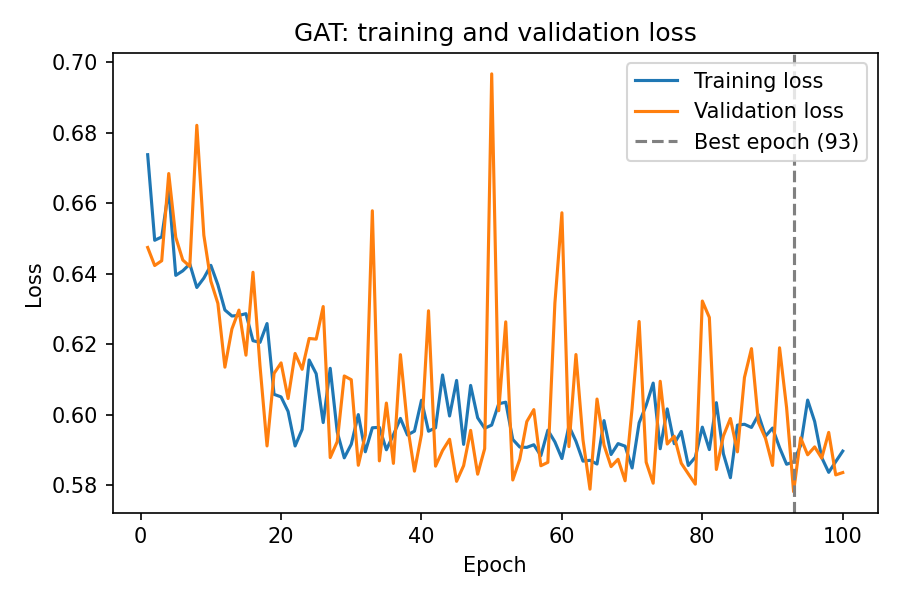 GAT: training and validation loss
Training loss
Validation loss
Best epoch (93)
Loss
0.70
0.68
0.66
0.64
0.62
0.60
0.58
0
20
40
60
80
100
Epoch